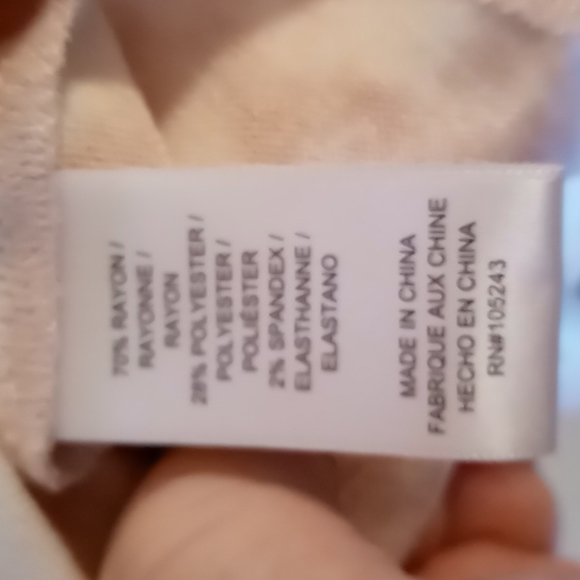 70% RAYON /
RAYONNE /
RAYON
28% POLYESTER /
POLYESTER /
POLIÉSTER
2% SPANDEX /
ELASTHANNE /
ELASTANO
MADE IN CHINA
FABRIQUE AUX CHINE
HECHO EN CHINA
RN#105243